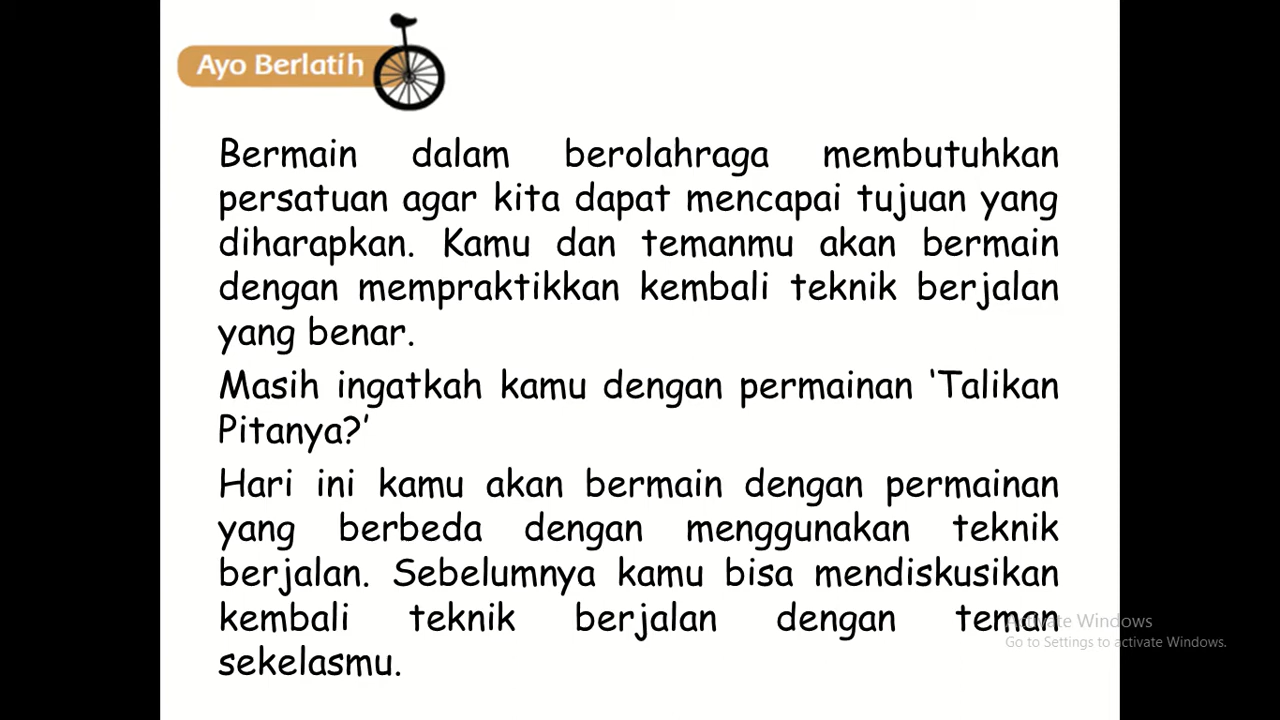 Ayo Berlatih
Bermain dalam berolahraga membutuhkan
persatuan agar kita dapat mencapai tujuan yang
diharapkan. Kamu dan temanmu akan bermain
dengan mempraktikkan kembali teknik berjalan
yang benar.
Masih ingatkah kamu dengan permainan ‘Talikan
Pitanya?’
Hari ini kamu akan bermain dengan permainan
yang berbeda dengan menggunakan teknik
berjalan. Sebelumnya kamu bisa mendiskusikan
kembali teknik berjalan dengan teman
sekelasmu.
Activate Windows
Go to Settings to activate Windows.